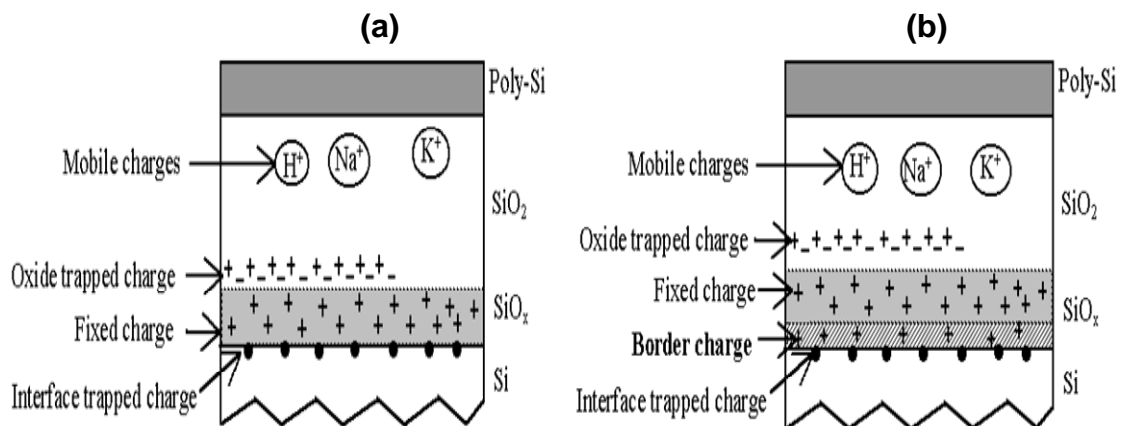 (a)
Poly-Si
Mobile charges
H+
Na+
K+
SiO2
Oxide trapped charge
Fixed charge
SiOx
Interface trapped charge
Si
(b)
Poly-Si
Mobile charges
H+
Na+
K+
SiO2
Oxide trapped charge
Fixed charge
SiOx
Border charge
Interface trapped charge
Si